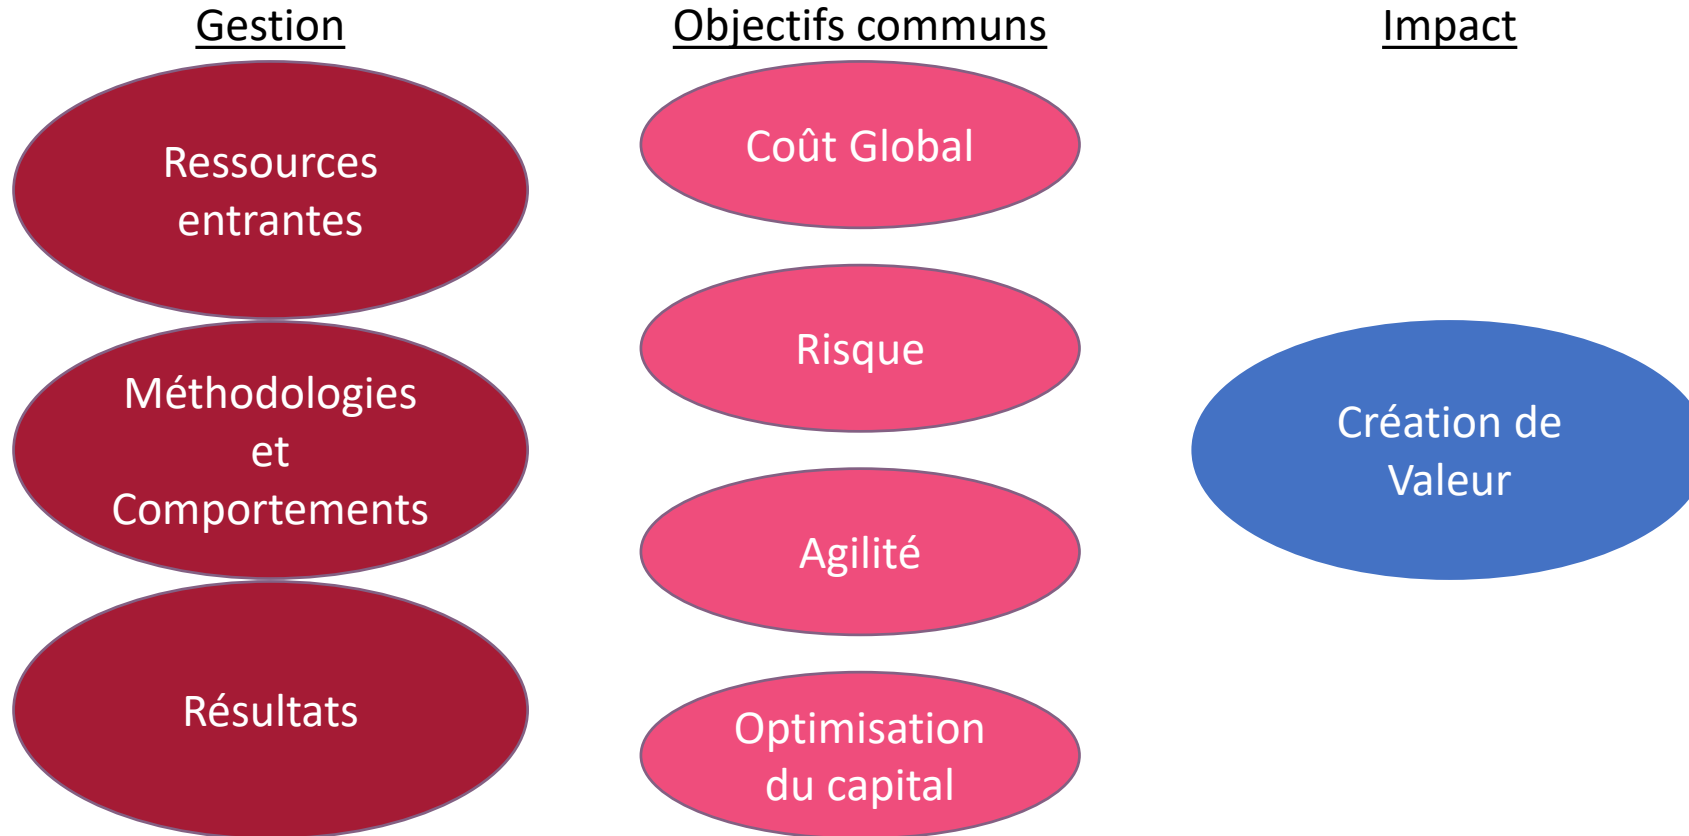 Gestion
Ressources
entrantes
Méthodologies
et
Comportements
Résultats
Objectifs communs
Coût Global
Risque
Agilité
Optimisation
du capital
Impact
Création de
Valeur